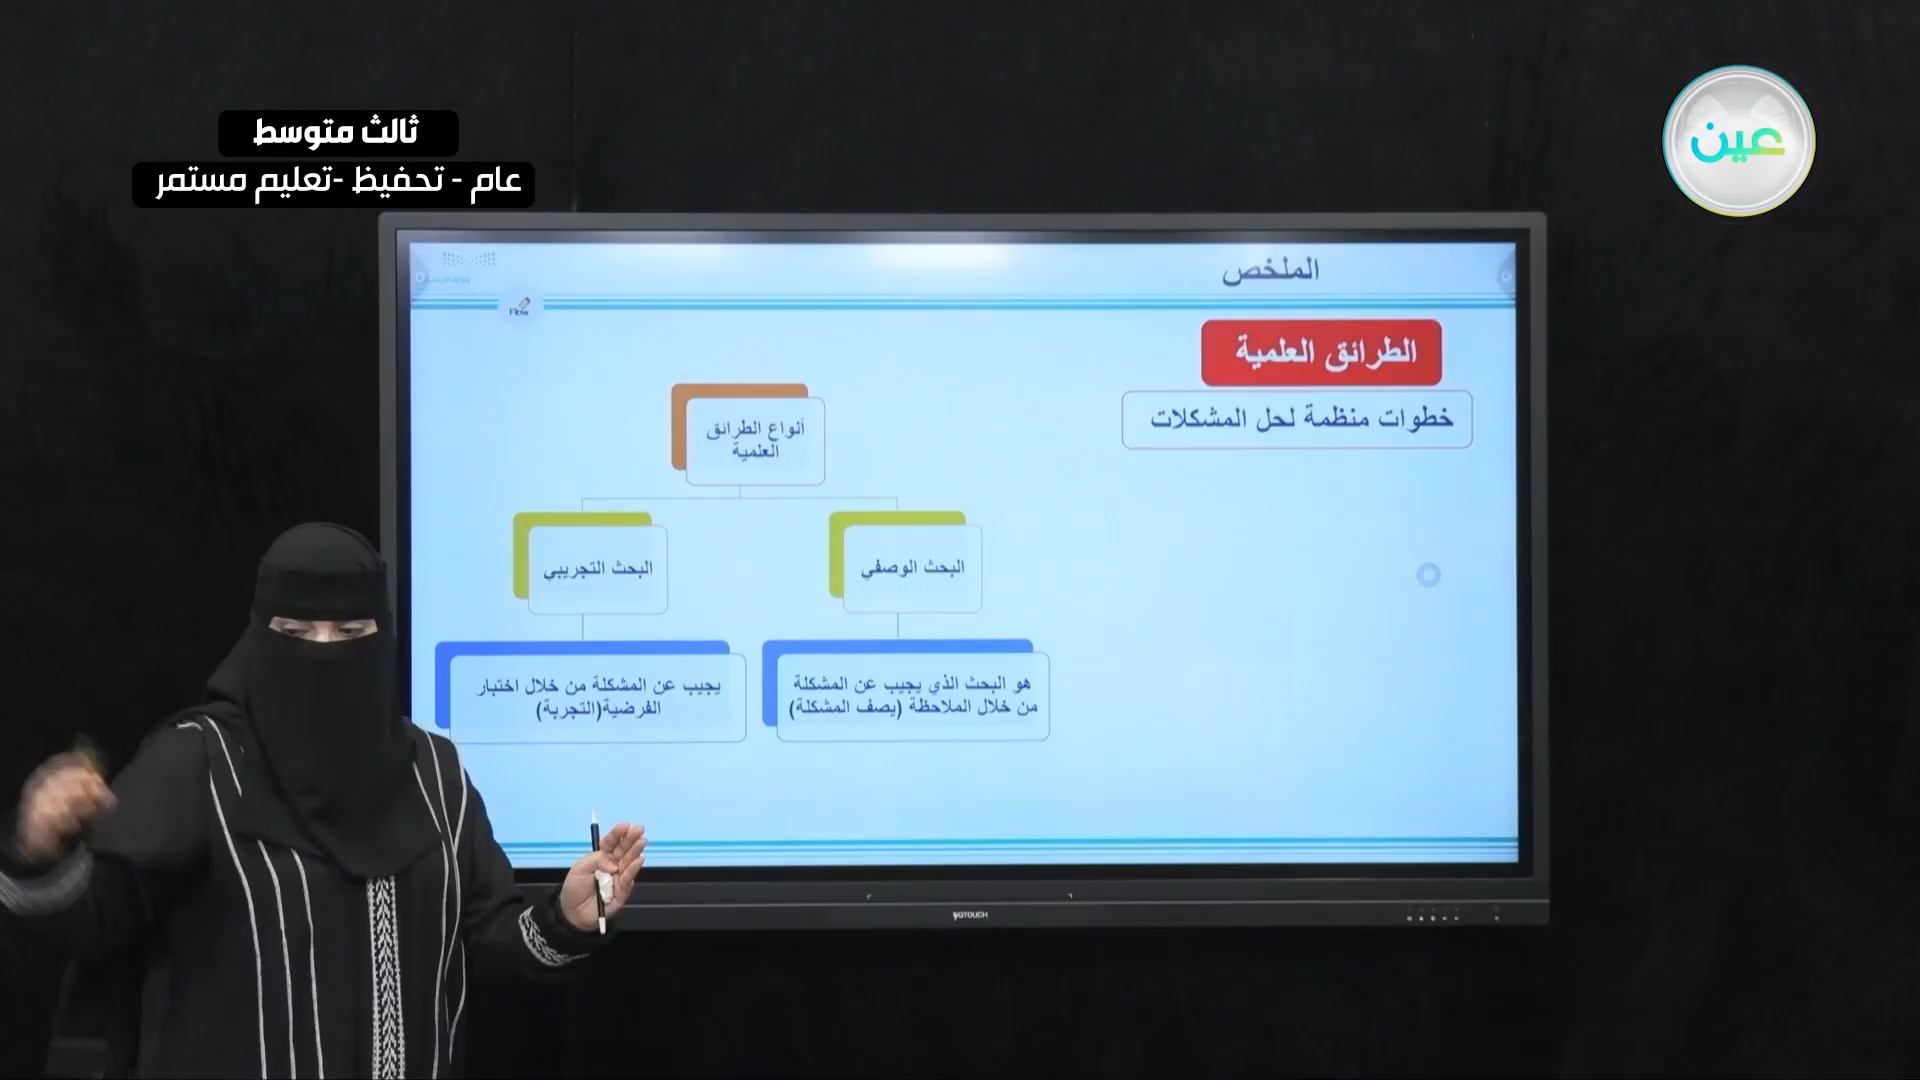 ثالث متوسط
عام - تحفيظ -تعليم مستمر
عين
الملخص
Flow
الطرائق العلمية
خطوات منظمة لحل المشكلات
أنواع الطرائق
العلمية
البحث الوصفي
البحث التجريبي
هو البحث الذي يجيب عن المشكلة
من خلال الملاحظة (يصف المشكلة)
يجيب عن المشكلة من خلال اختبار
الفرضية(التجربة)